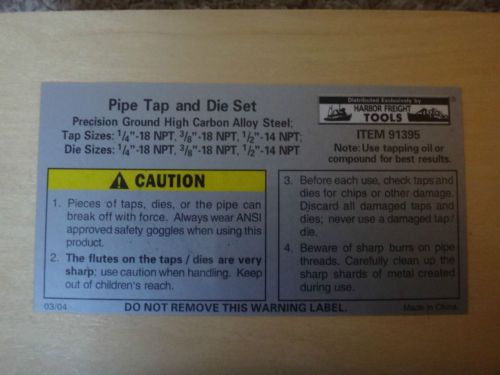 Pipe Tap and Die Set
Precision Ground High Carbon Alloy Steel;
Tap Sizes: 1/4"-18 NPT, 3/8"-18 NPT, 1/2"-14 NPT;
Die Sizes: 1/4"-18 NPT, 3/8"-18 NPT, 1/2"-14 NPT
Distributed Exclusively by
HARBOR FREIGHT
TOOLS
ITEM 91395
Note: Use tapping oil or
compound for best results.
CAUTION
1. Pieces of taps, dies, or the pipe can
break off with force. Always wear ANSI
approved safety goggles when using this
product.
2. The flutes on the taps / dies are very
sharp; use caution when handling. Keep
out of children's reach.
3. Before each use, check taps and
dies for chips or other damage.
Discard all damaged taps and
dies; never use a damaged tap/
die.
4. Beware of sharp burrs on pipe
threads. Carefully clean up the
sharp shards of metal created
during use.
03/04
DO NOT REMOVE THIS WARNING LABEL.
Made in China.